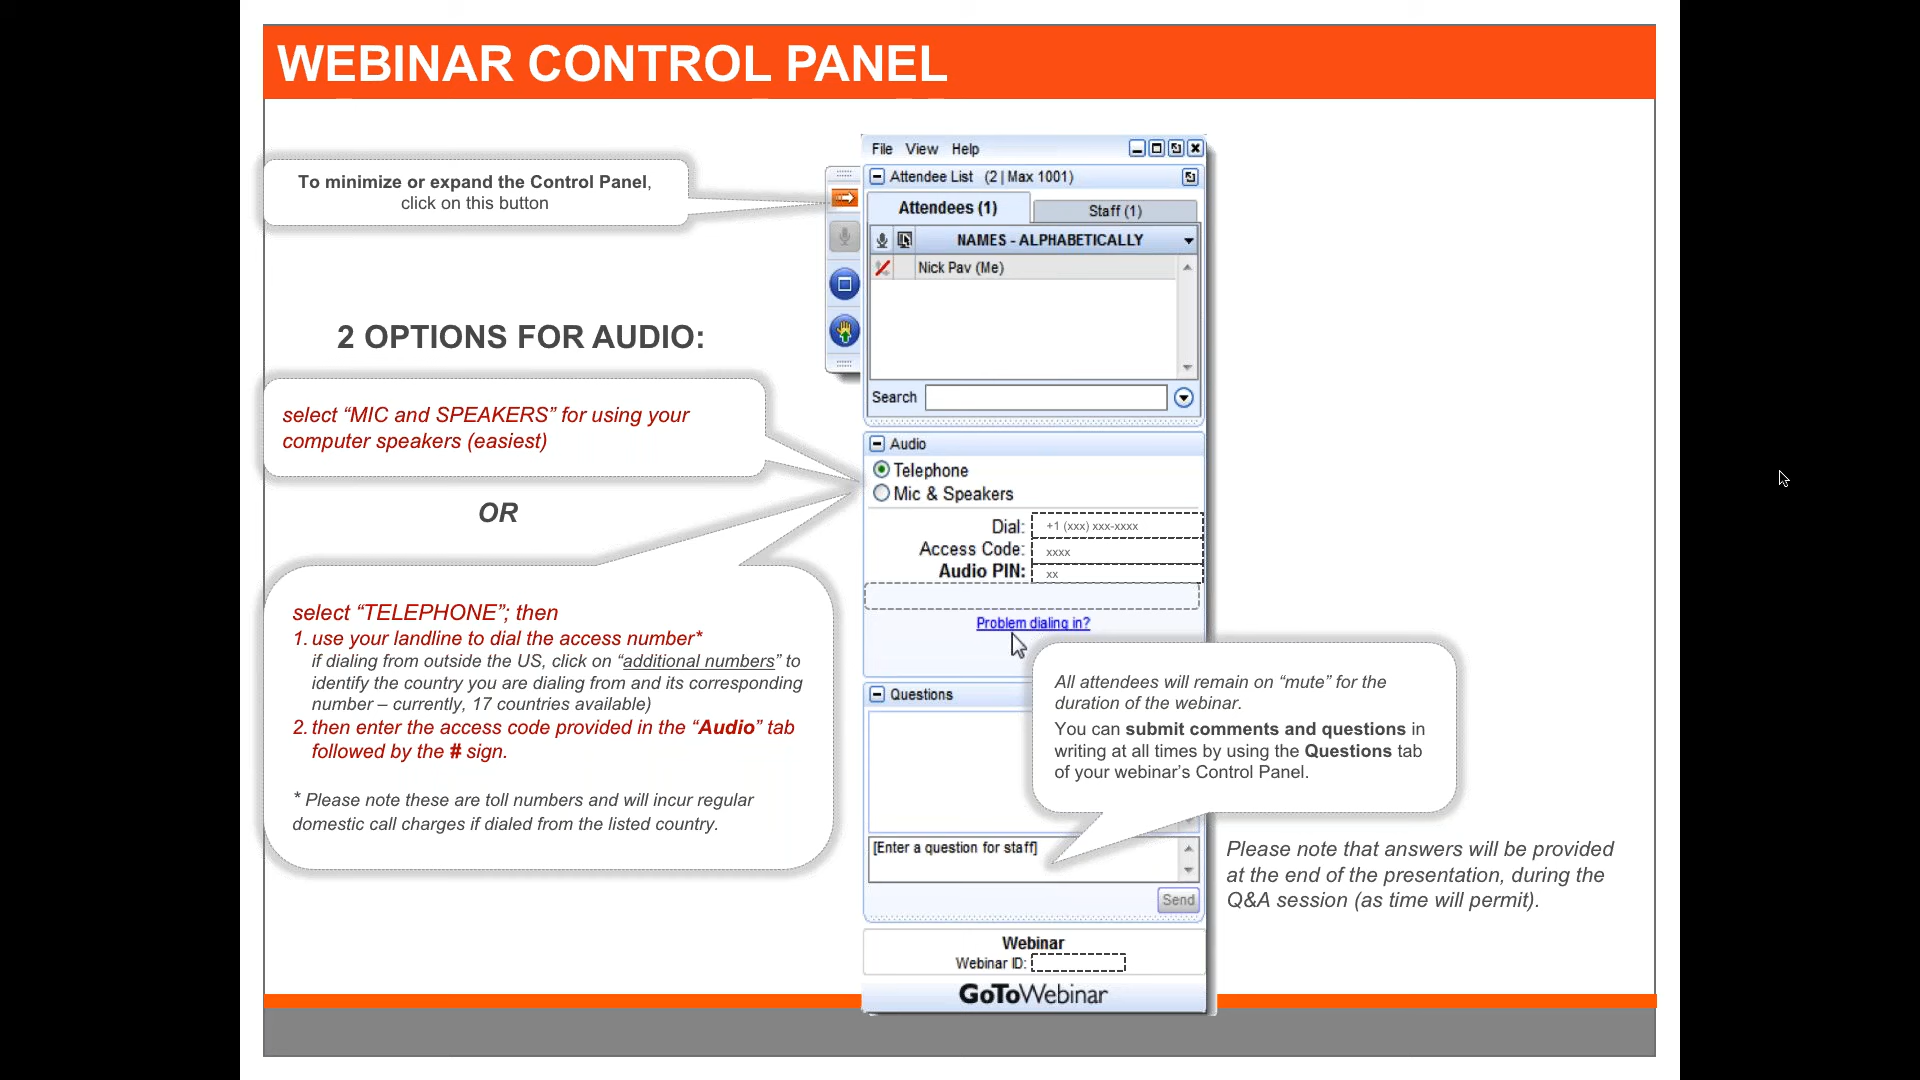 WEBINAR CONTROL PANEL
To minimize or expand the Control Panel,
click on this button
2 OPTIONS FOR AUDIO:
select “MIC and SPEAKERS” for using your
computer speakers (easiest)
OR
select “TELEPHONE”; then
1. use your landline to dial the access number*
if dialing from outside the US, click on “additional numbers” to
identify the country you are dialing from and its corresponding
number – currently, 17 countries available)
2. then enter the access code provided in the “Audio” tab
followed by the # sign.
* Please note these are toll numbers and will incur regular
domestic call charges if dialed from the listed country.
File View Help
Attendee List (2 | Max 1001)
Attendees (1)
Staff (1)
NAMES - ALPHABETICALLY
Nick Pav (Me)
Search
Audio
Telephone
Mic & Speakers
Dial: +1 (xxx) xxx-xxxx
Access Code: xxxx
Audio PIN: xx
Problem dialing in?
Questions
All attendees will remain on “mute” for the
duration of the webinar.
You can submit comments and questions in
writing at all times by using the Questions tab
of your webinar’s Control Panel.
[Enter a question for staff]
Send
Webinar
Webinar ID:
GoToWebinar
Please note that answers will be provided
at the end of the presentation, during the
Q&A session (as time will permit).